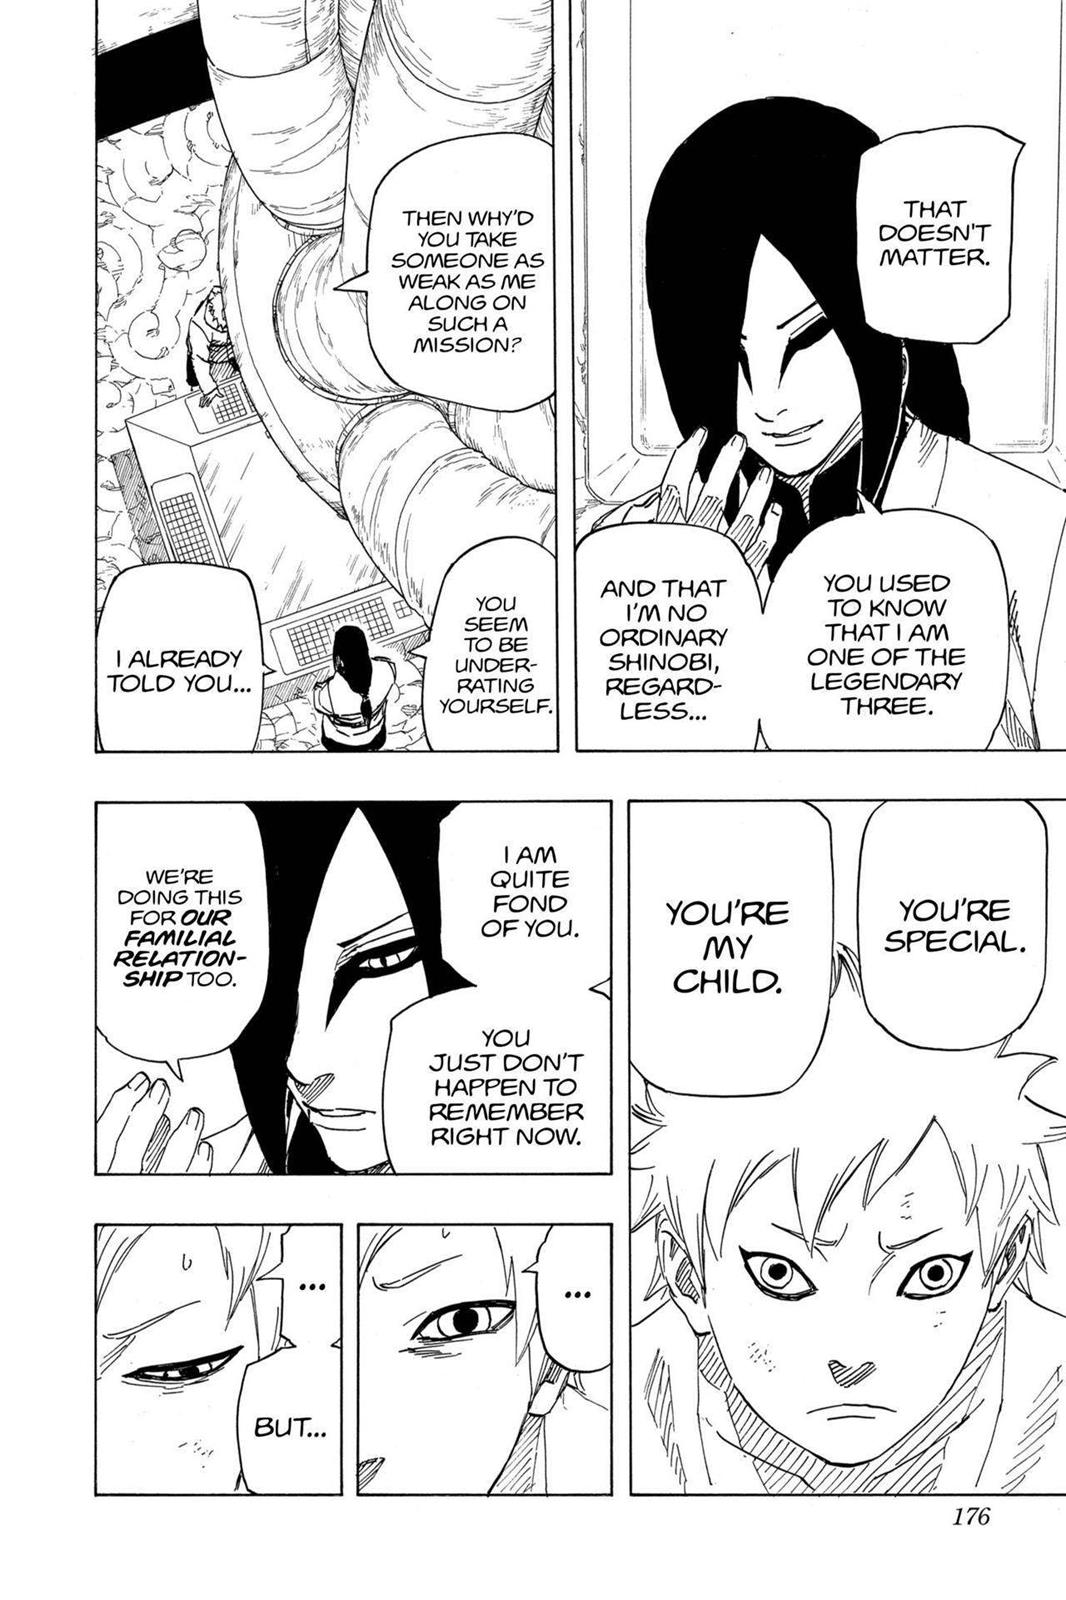 THAT
DOESN'T
MATTER.
YOU USED
TO KNOW
THAT I AM
ONE OF THE
LEGENDARY
THREE.
AND THAT
I'M NO
ORDINARY
SHINOBI,
REGARD-
LESS...
THEN WHY'D
YOU TAKE
SOMEONE AS
WEAK AS ME
ALONG ON
SUCH A
MISSION?
YOU
SEEM
TO BE
UNDER-
RATING
YOURSELF.
I ALREADY
TOLD YOU...
YOU'RE
SPECIAL.
YOU'RE
MY
CHILD.
I AM
QUITE
FOND
OF YOU.
YOU
JUST DON'T
HAPPEN TO
REMEMBER
RIGHT NOW.
WE'RE
DOING THIS
FOR OUR
FAMILIAL
RELATION-
SHIP TOO.
...
...
BUT...
176